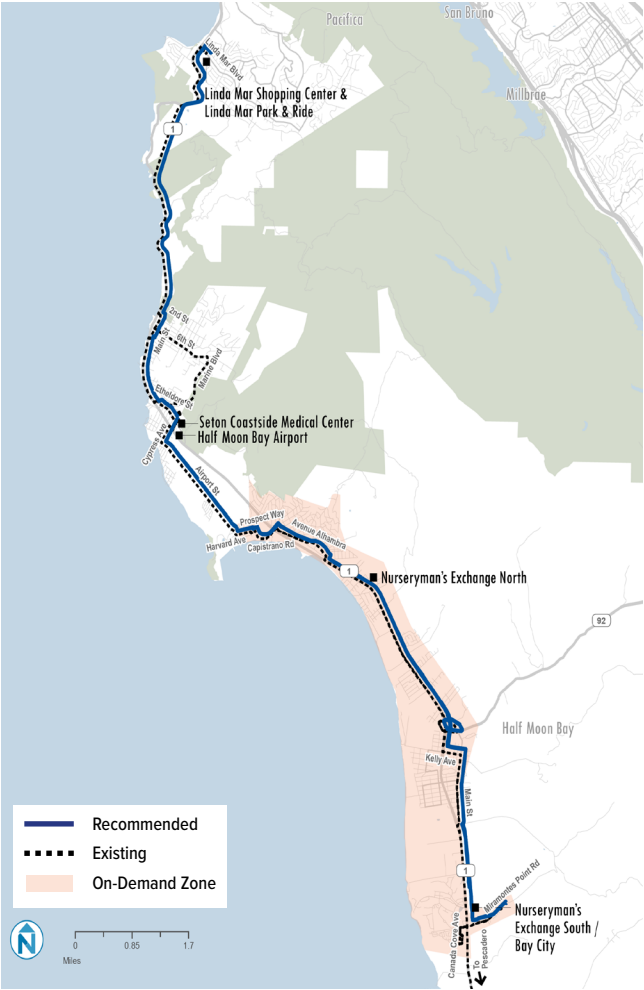 Pacifica
San Bruno
Linda Mar Blvd
Millbrae
Linda Mar Shopping Center &
Linda Mar Park & Ride
1
2nd St
Main St
6th St
Marine Blvd
Etheldore St
Seton Coastside Medical Center
Half Moon Bay Airport
Cypress Ave
Airport St
Prospect Way
Avenue Alhambra
Harvard Ave
Capistrano Rd
1
Nurseryman's Exchange North
92
Half Moon Bay
Kelly Ave
Main St
1
Miramontes Point Rd
Nurseryman's
Exchange South /
Bay City
Canada Cove Ave
To
Pescadero
Recommended
Existing
On-Demand Zone
N
0 0.85 1.7
Miles